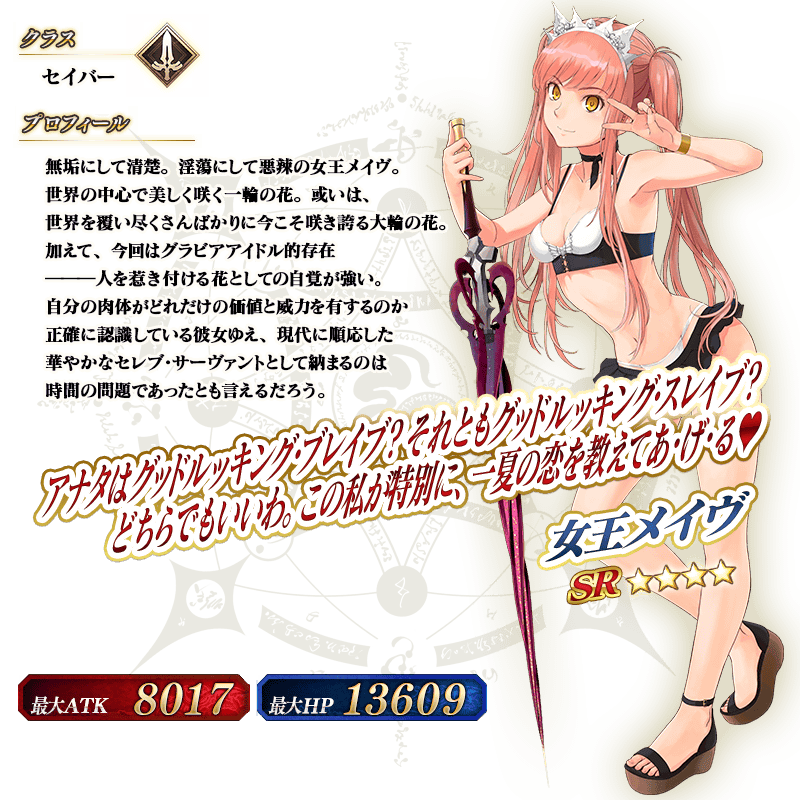 クラス
セイバー
プロフィール
無垢にして清楚。淫蕩にして悪辣の女王メイヴ。
世界の中心で美しく咲く一輪の花。或いは、
世界を覆い尽くさんばかりに今こそ咲き誇る大輪の花。
加えて、今回はグラビアアイドル的存在
―――人を惹き付ける花としての自覚が強い。
自分の肉体がどれだけの価値と威力を有するのか
正確に認識している彼女ゆえ、現代に順応した
華やかなセレブ・サーヴァントとして納まるのは
時間の問題であったとも言えるだろう。
アナタはグッドルッキング・ブレイブ? それともグッドルッキング・スレイブ?
どちらでもいいわ。この私が特別に、一夏の恋を教えてあ・げ・る♥
女王メイヴ
SR ☆☆☆☆
最大ATK 8017
最大HP 13609